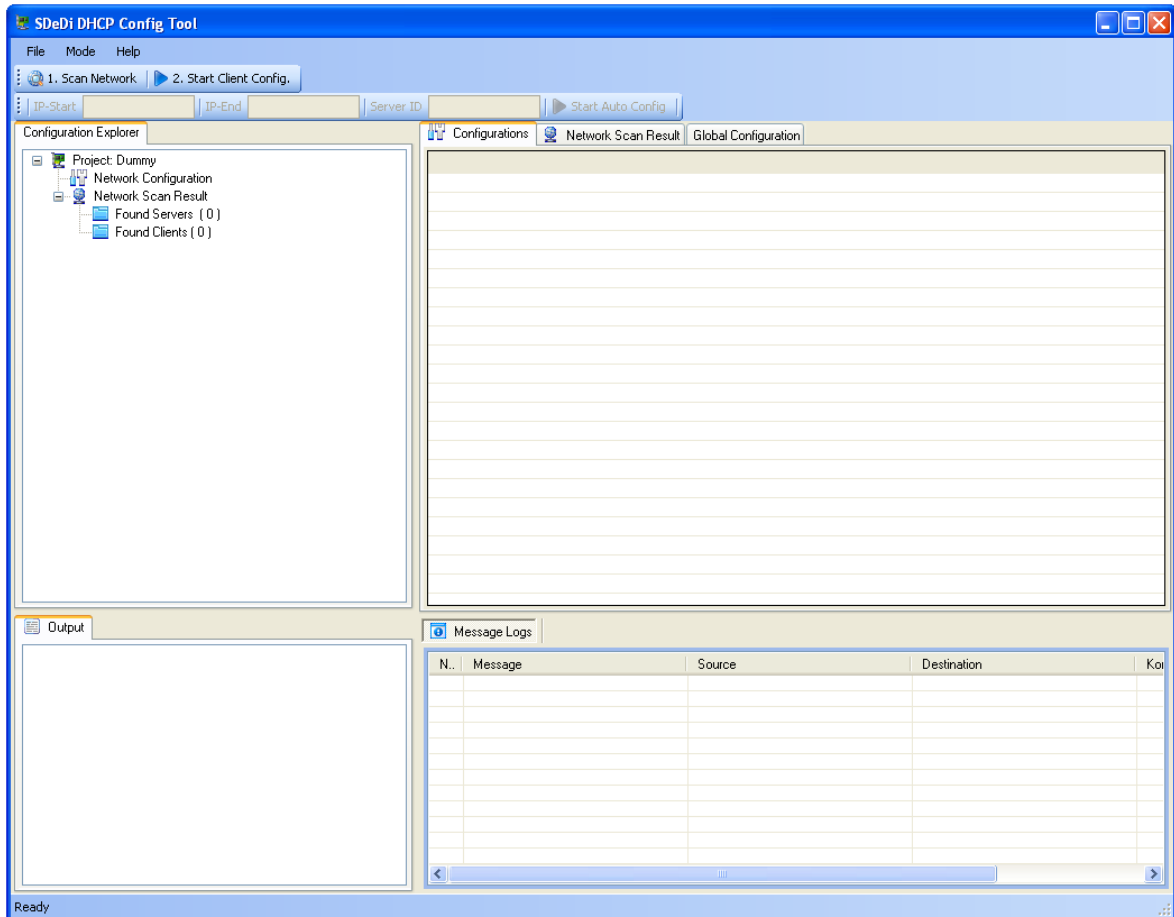 SDeDi DHCP Config Tool
File Mode Help
1. Scan Network 2. Start Client Config.
IP-Start IP-End Server ID Start Auto Config
Configuration Explorer
Configurations Network Scan Result Global Configuration
Project: Dummy
Network Configuration
Network Scan Result
Found Servers ( 0 )
Found Clients ( 0 )
Output
Message Logs
N.. Message Source Destination
Ready